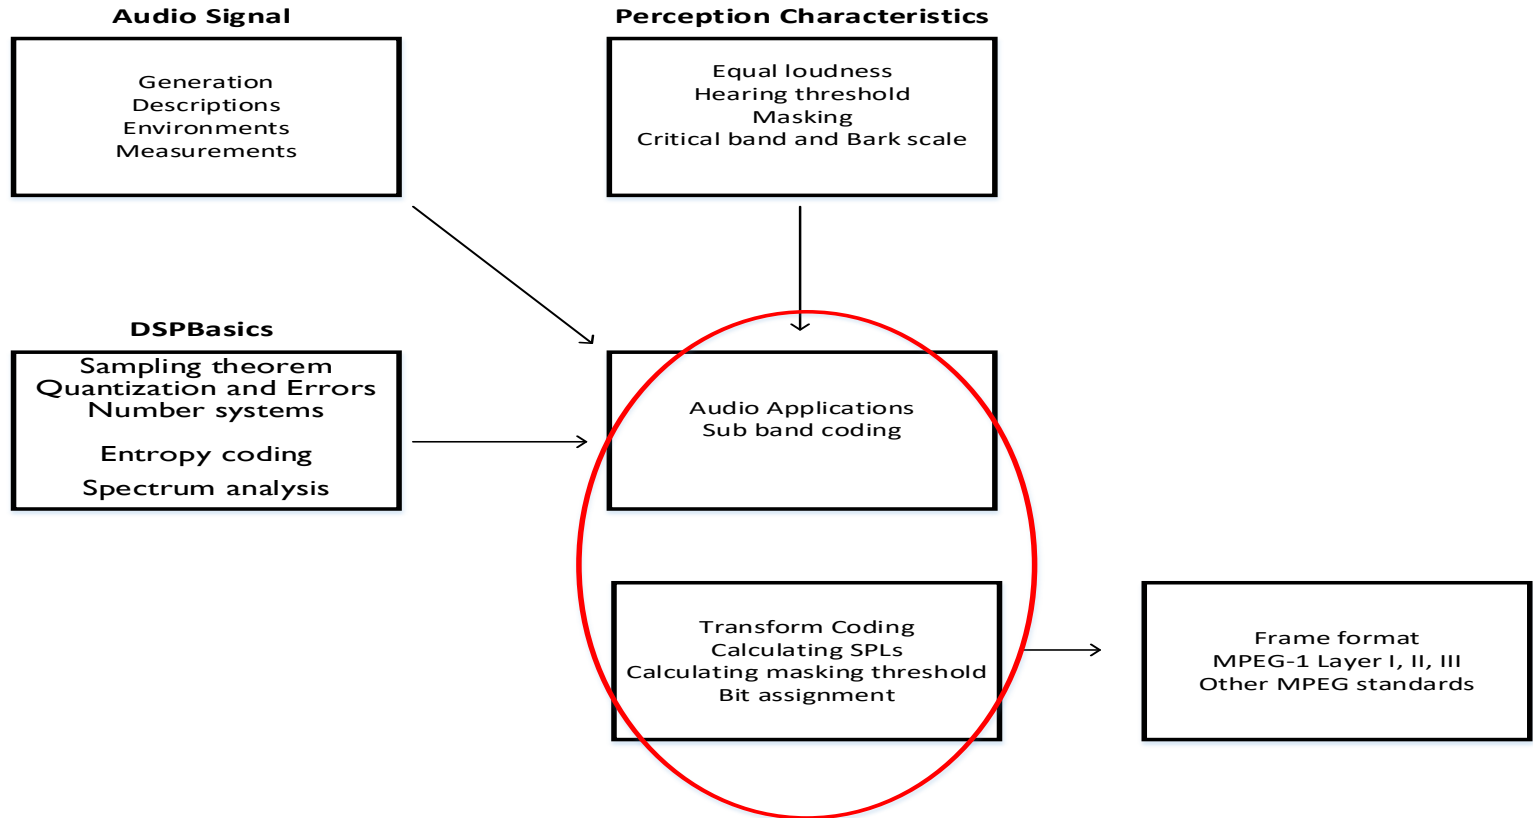 Audio Signal
Generation
Descriptions
Environments
Measurements
Perception Characteristics
Equal loudness
Hearing threshold
Masking
Critical band and Bark scale
DSPBasics
Sampling theorem
Quantization and Errors
Number systems
Entropy coding
Spectrum analysis
Audio Applications
Sub band coding
Transform Coding
Calculating SPLs
Calculating masking threshold
Bit assignment
Frame format
MPEG-1 Layer I, II, III
Other MPEG standards